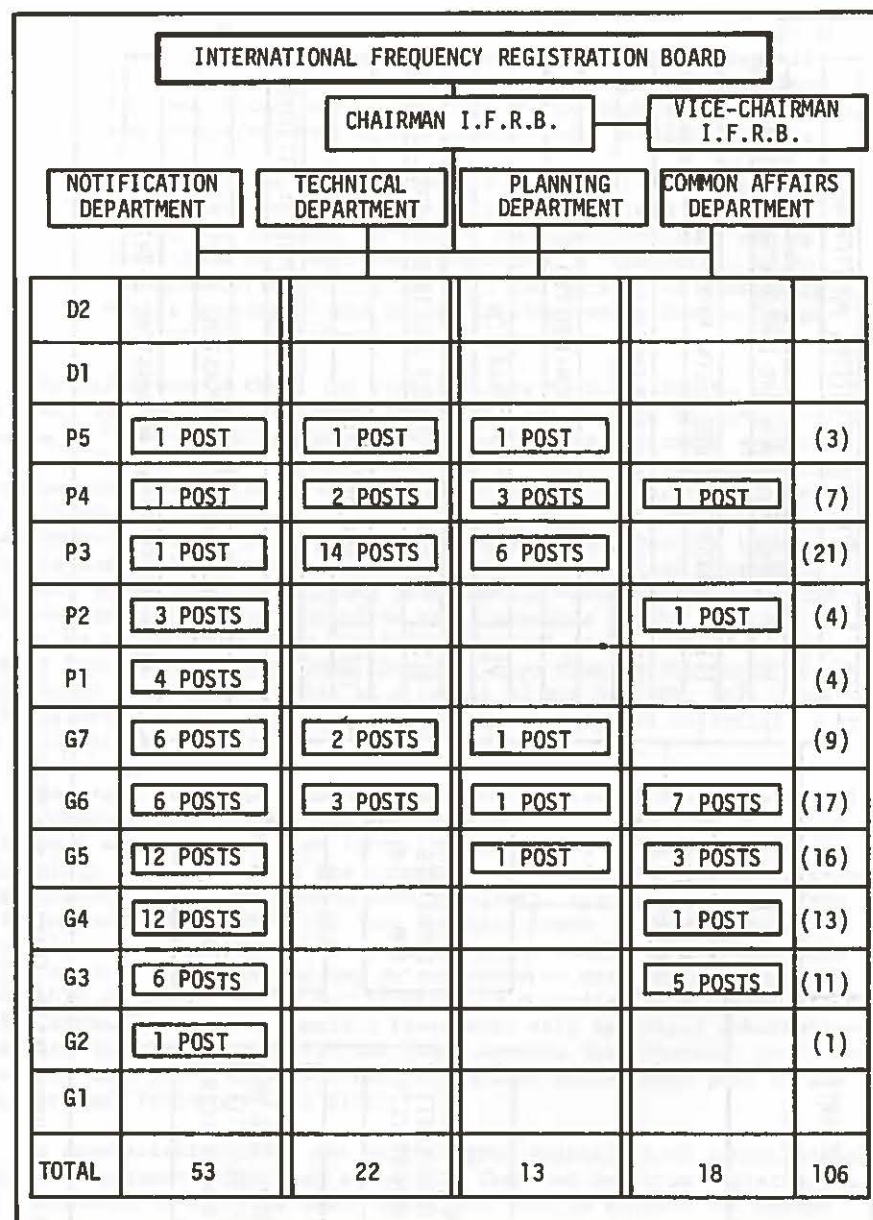 INTERNATIONAL FREQUENCY REGISTRATION BOARD
CHAIRMAN I.F.R.B.
VICE-CHAIRMAN
I.F.R.B.
NOTIFICATION
DEPARTMENT
TECHNICAL
DEPARTMENT
PLANNING
DEPARTMENT
COMMON AFFAIRS
DEPARTMENT
D2
D1
P5 1 POST 1 POST 1 POST (3)
P4 1 POST 2 POSTS 3 POSTS 1 POST (7)
P3 1 POST 14 POSTS 6 POSTS (21)
P2 3 POSTS 1 POST (4)
P1 4 POSTS (4)
G7 6 POSTS 2 POSTS 1 POST (9)
G6 6 POSTS 3 POSTS 1 POST 7 POSTS (17)
G5 12 POSTS 1 POST 3 POSTS (16)
G4 12 POSTS 1 POST (13)
G3 6 POSTS 5 POSTS (11)
G2 1 POST (1)
G1
TOTAL 53 22 13 18 106